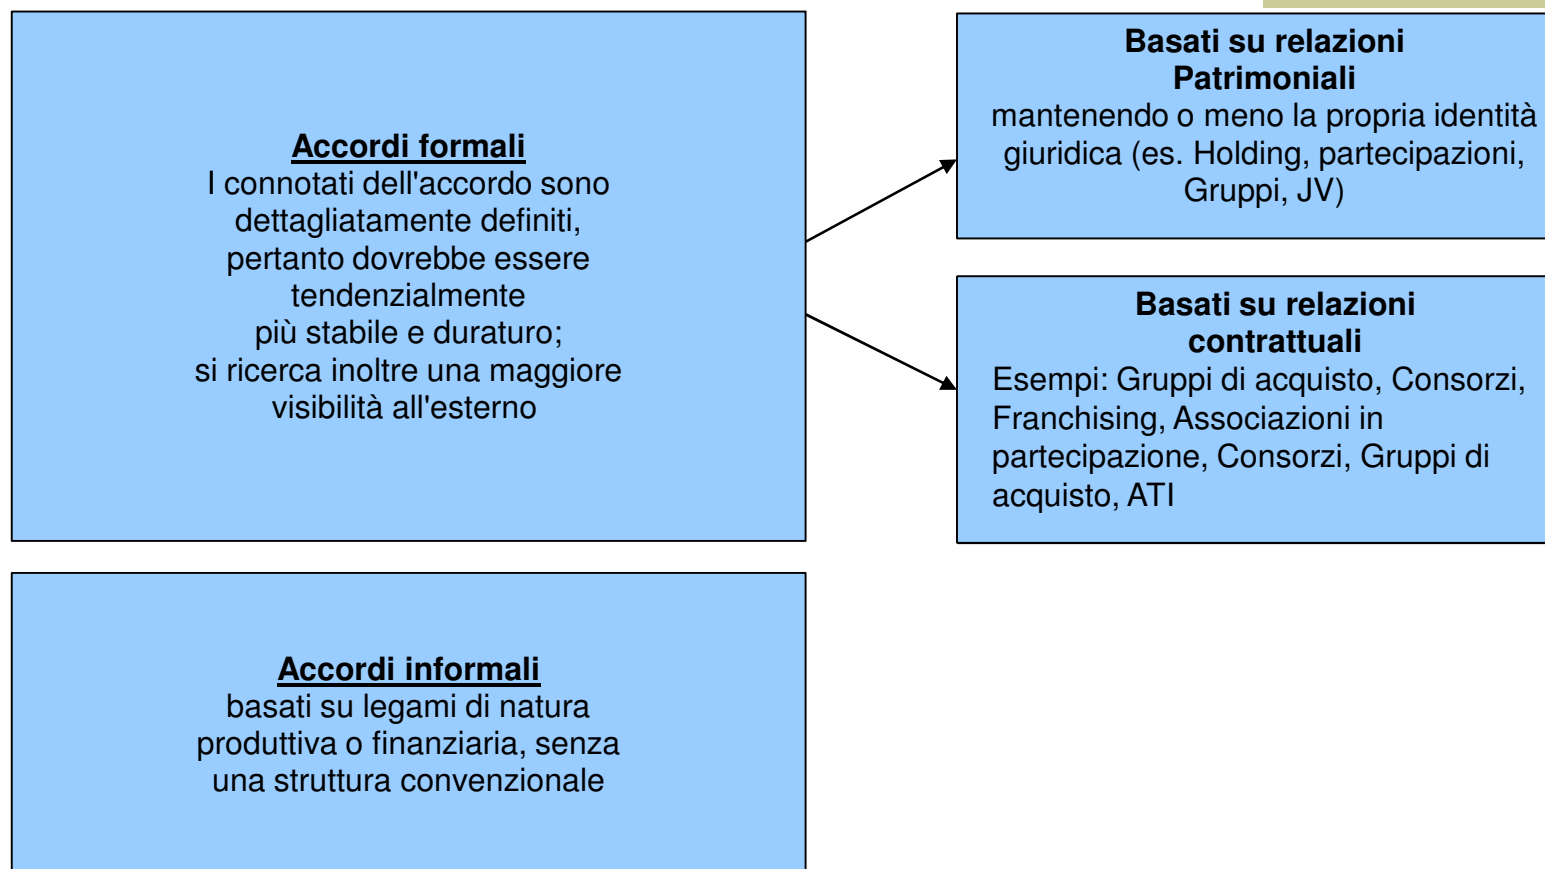 Accordi formali
I connotati dell'accordo sono
dettagliatamente definiti,
pertanto dovrebbe essere
tendenzialmente
più stabile e duraturo;
si ricerca inoltre una maggiore
visibilità all'esterno
Basati su relazioni
Patrimoniali
mantenendo o meno la propria identità
giuridica (es. Holding, partecipazioni,
Gruppi, JV)
Basati su relazioni
contrattuali
Esempi: Gruppi di acquisto, Consorzi,
Franchising, Associazioni in
partecipazione, Consorzi, Gruppi di
acquisto, ATI
Accordi informali
basati su legami di natura
produttiva o finanziaria, senza
una struttura convenzionale